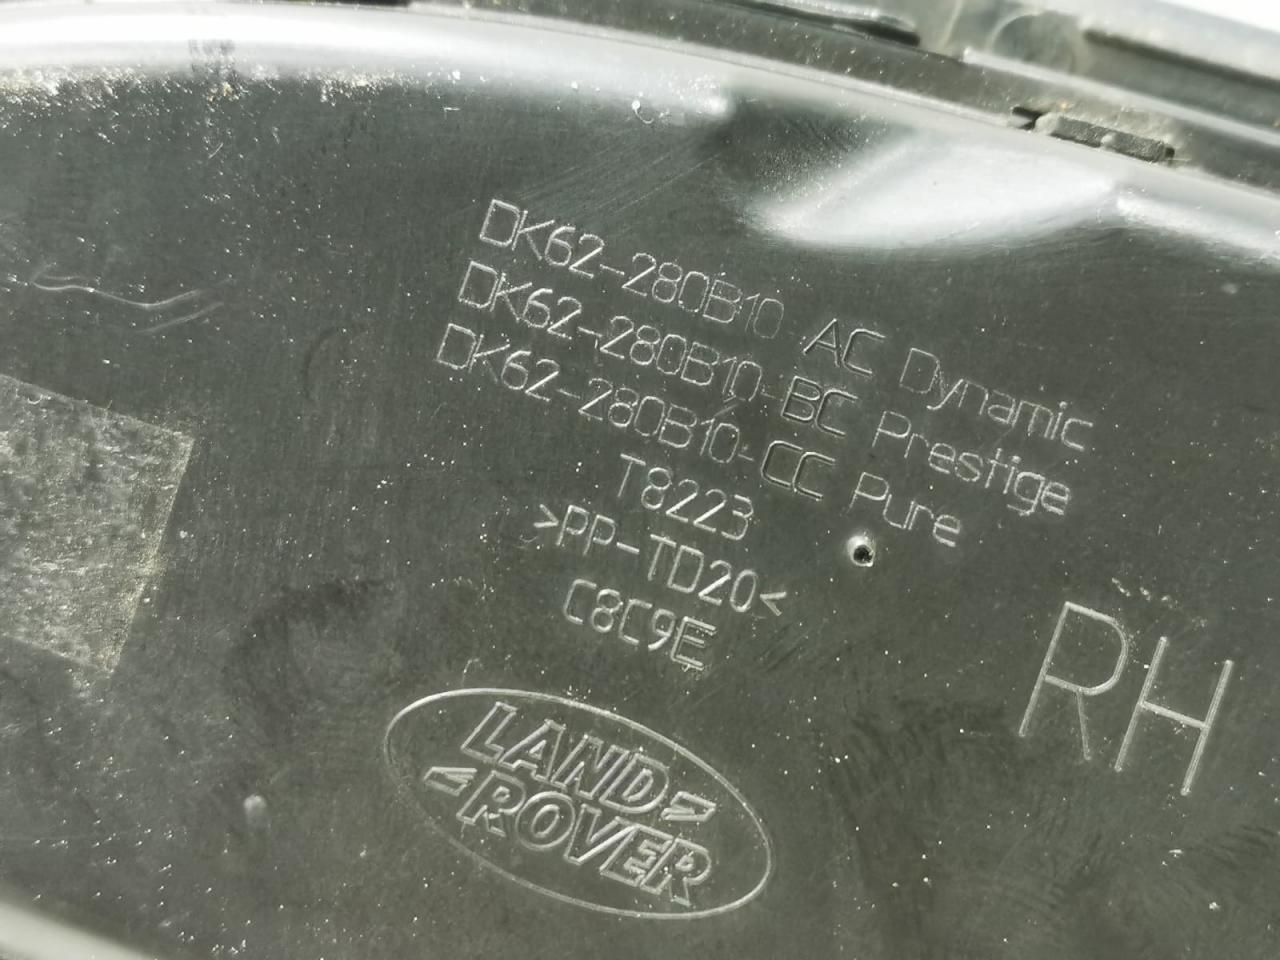 DK62-280B10 AC Dynamic
DK62-280B10-BC Prestige
DK62-280B10-CC Pure
T8223
>PP-TD20<
C8C9E
RH
LAND
ROVER